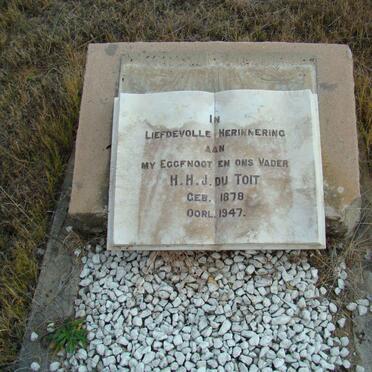 IN
LIEFDEVOLLE HERINNERING
AAN
MY EGGENOOT EN ONS VADER
H.H.J. DU TOIT
GEB. 1878
OORL. 1947.